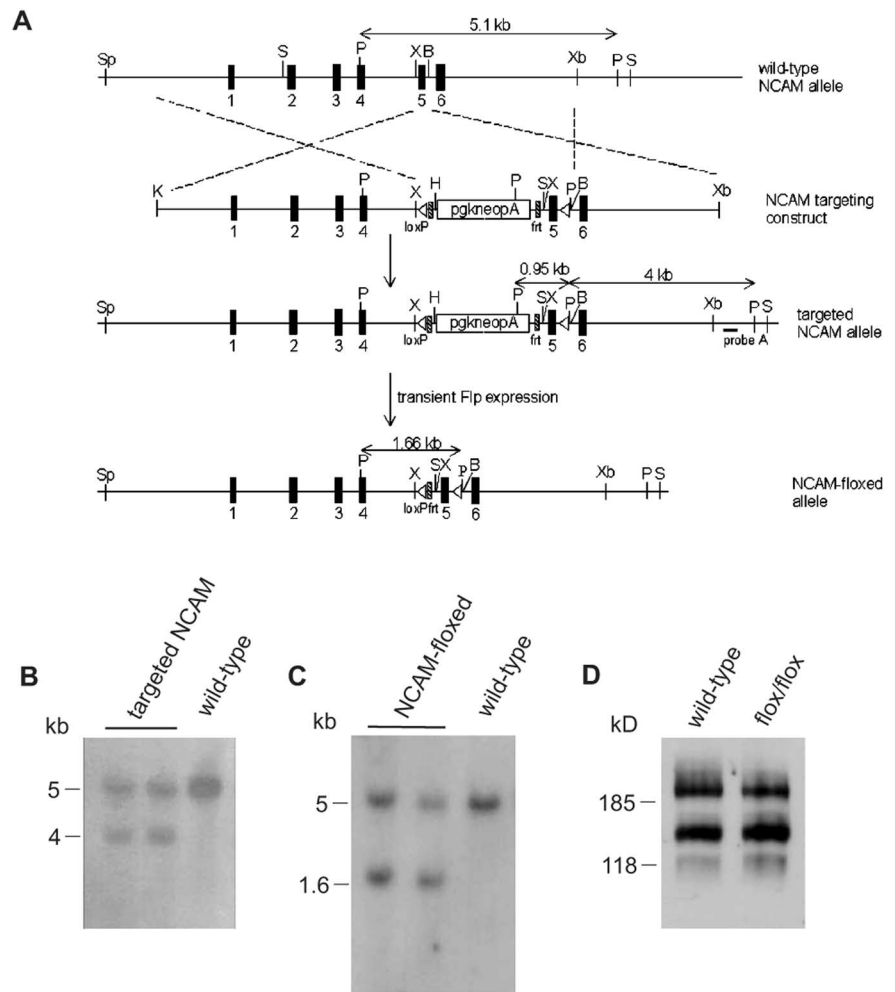 A
5.1 kb
Sp S P X B Xb P S
1 2 3 4 5 6
wild-type
NCAM allele
K P X H P S X P B Xb
pgkneopA
loxP frt
1 2 3 4 5 6
NCAM targeting
construct
0.95 kb 4 kb
Sp P X H P S X P B Xb P S
pgkneopA
loxP frt probe A
1 2 3 4 5 6
targeted
NCAM allele
transient Flp expression
1.66 kb
Sp P X S X P B Xb P S
loxP frt
1 2 3 4 5 6
NCAM-floxed
allele
B
targeted NCAM
wild-type
kb
5
4
C
NCAM-floxed
wild-type
kb
5
1.6
D
wild-type
flox/flox
kD
185
118